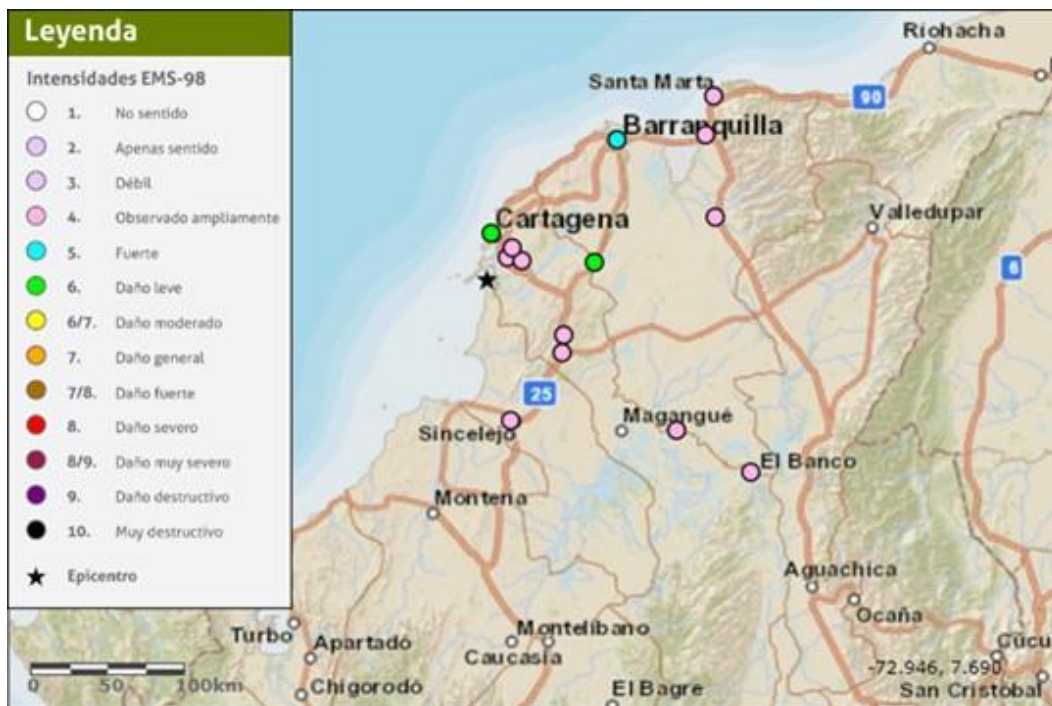 Leyenda
Intensidades EMS-98
1. No sentido
2. Apenas sentido
3. Débil
4. Observado ampliamente
5. Fuerte
6. Daño leve
6/7. Daño moderado
7. Daño general
7/8. Daño fuerte
8. Daño severo
8/9. Daño muy severo
9. Daño destructivo
10. Muy destructivo
Epicentro
Ríohacha
Santa Marta
90
Barranquilla
Cartagena
Valledupar
6
25
Magangué
Sincelejo
El Banco
Aguachica
Ocaña
Turbo
Apartadó
Montelíbano
Caucasia
Cúcu
-72.946, 7.690
0 50 100km
Chigorodó
El Bagre
San Cristóbal